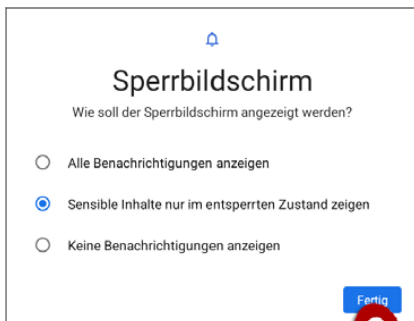 Sperrbildschirm
Wie soll der Sperrbildschirm angezeigt werden?
Alle Benachrichtigungen anzeigen
Sensible Inhalte nur im entsperrten Zustand zeigen
Keine Benachrichtigungen anzeigen
Fertig